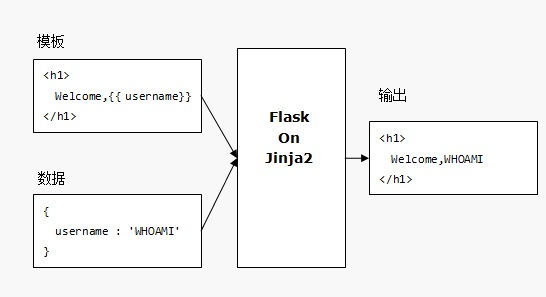 模板
<h1>
Welcome,{{ username}}
</h1>
数据
{
username : 'WHOAMI'
}
Flask
On
Jinja2
输出
<h1>
Welcome,WHOAMI
</h1>